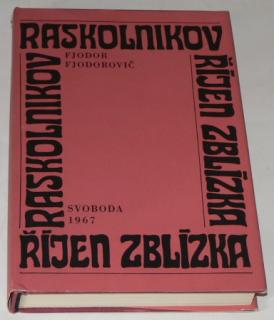 RASKOLNIKOV
FJODOR
FJODOROVIČ
RASKOLNIKOV
ŘÍJEN ZBLÍZKA
SVOBODA
1967
ŘÍJEN ZBLÍZKA